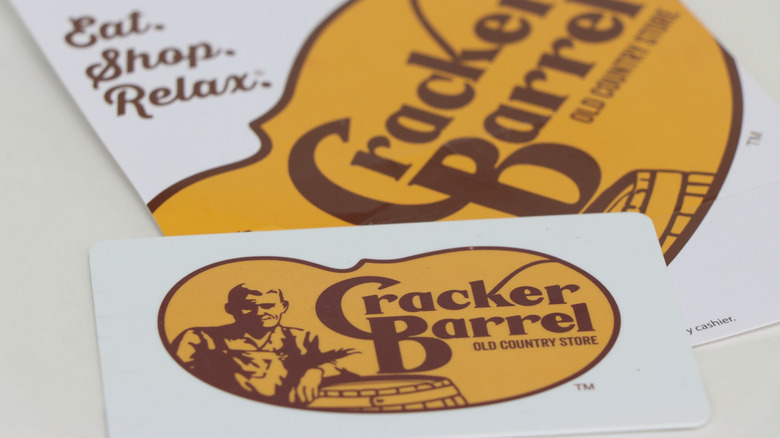 Eat.
Shop.
Relax.
Cracker
Barrel
OLD COUNTRY STORE
TM
y cashier.
Cracker
Barrel
OLD COUNTRY STORE
TM